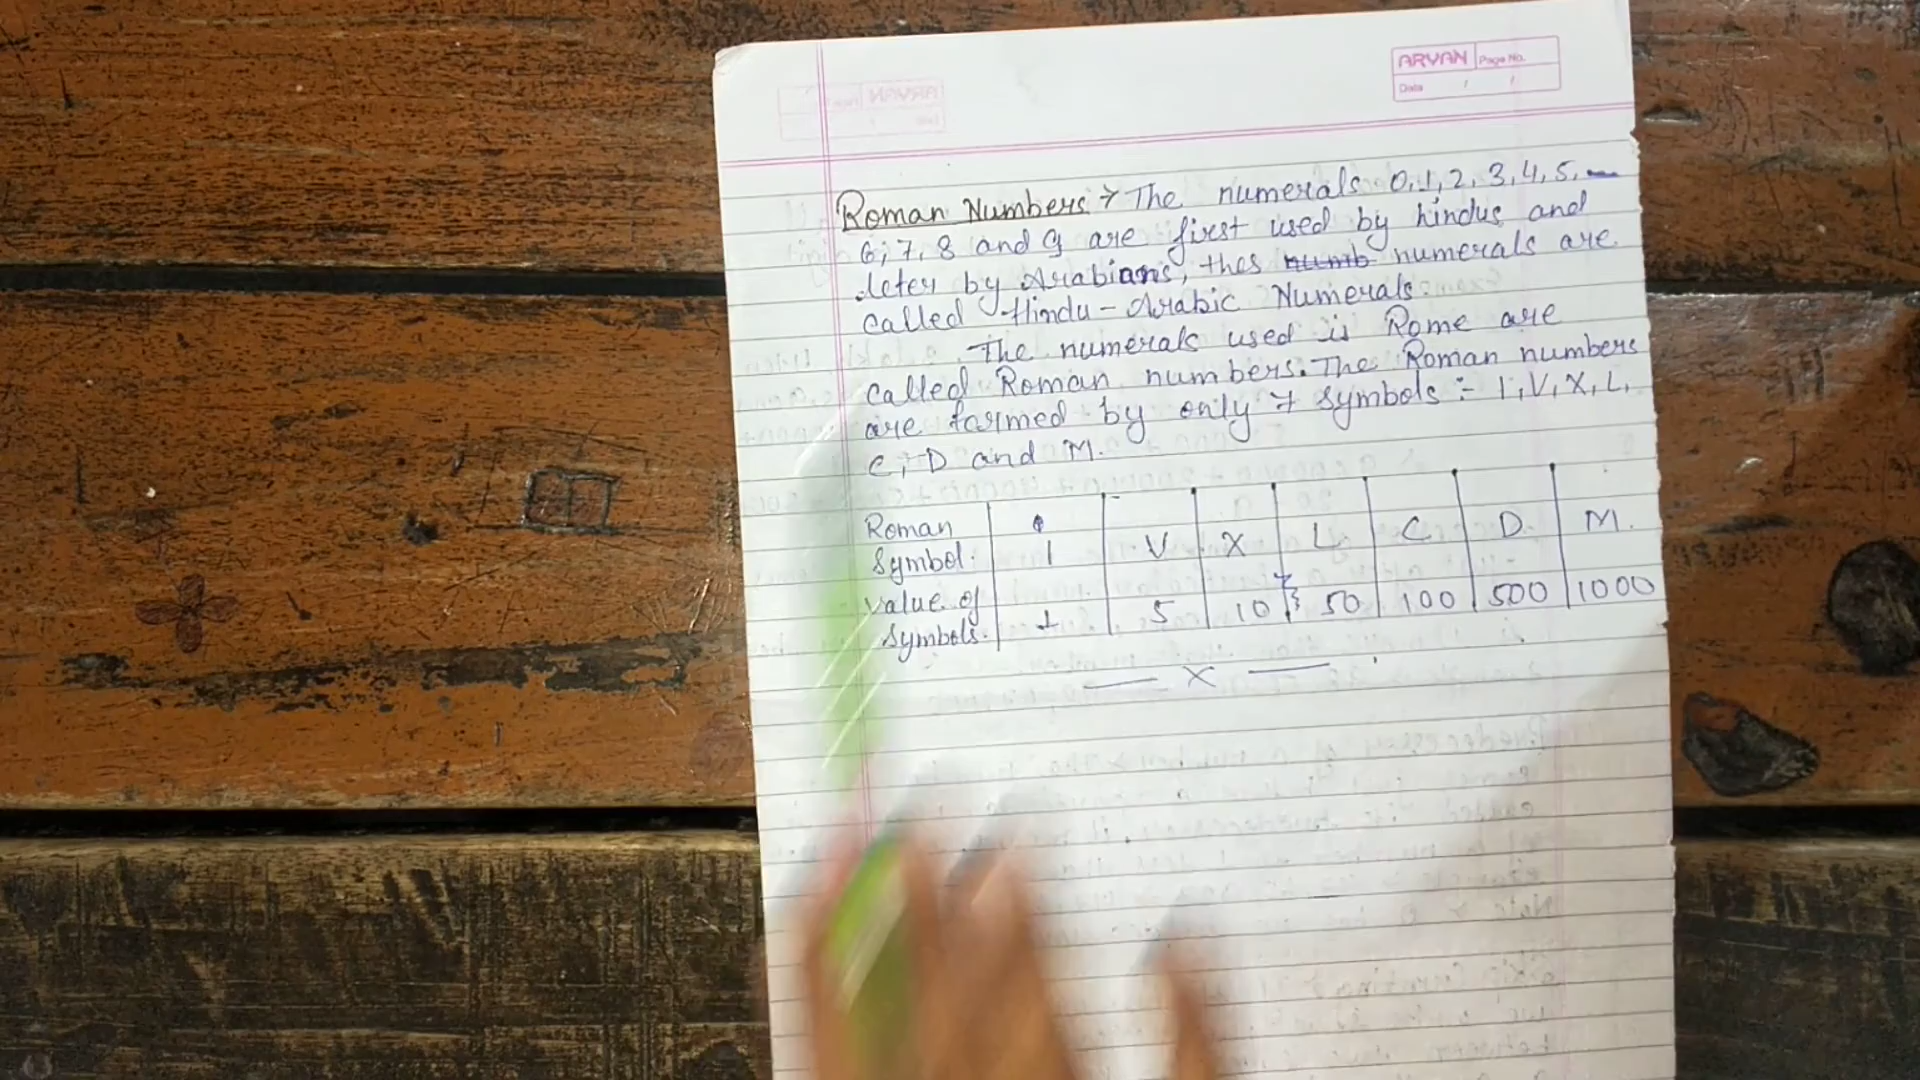 ARYAN Page No.
Date / /
Roman Numbers → The numerals 0,1,2,3,4,5,
6,7,8 and 9 are first used by hindus and
leter by Arabians, thes numb numerals are
called Hindu-Arabic Numerals.
The numerals used is Rome are
called Roman numbers. The Roman numbers
are formed by only 7 symbols :- I, V, X, L,
C, D and M.
Roman
Symbol. I V X L C D M.
value of
symbols. 1 5 10 50 100 500 1000
X